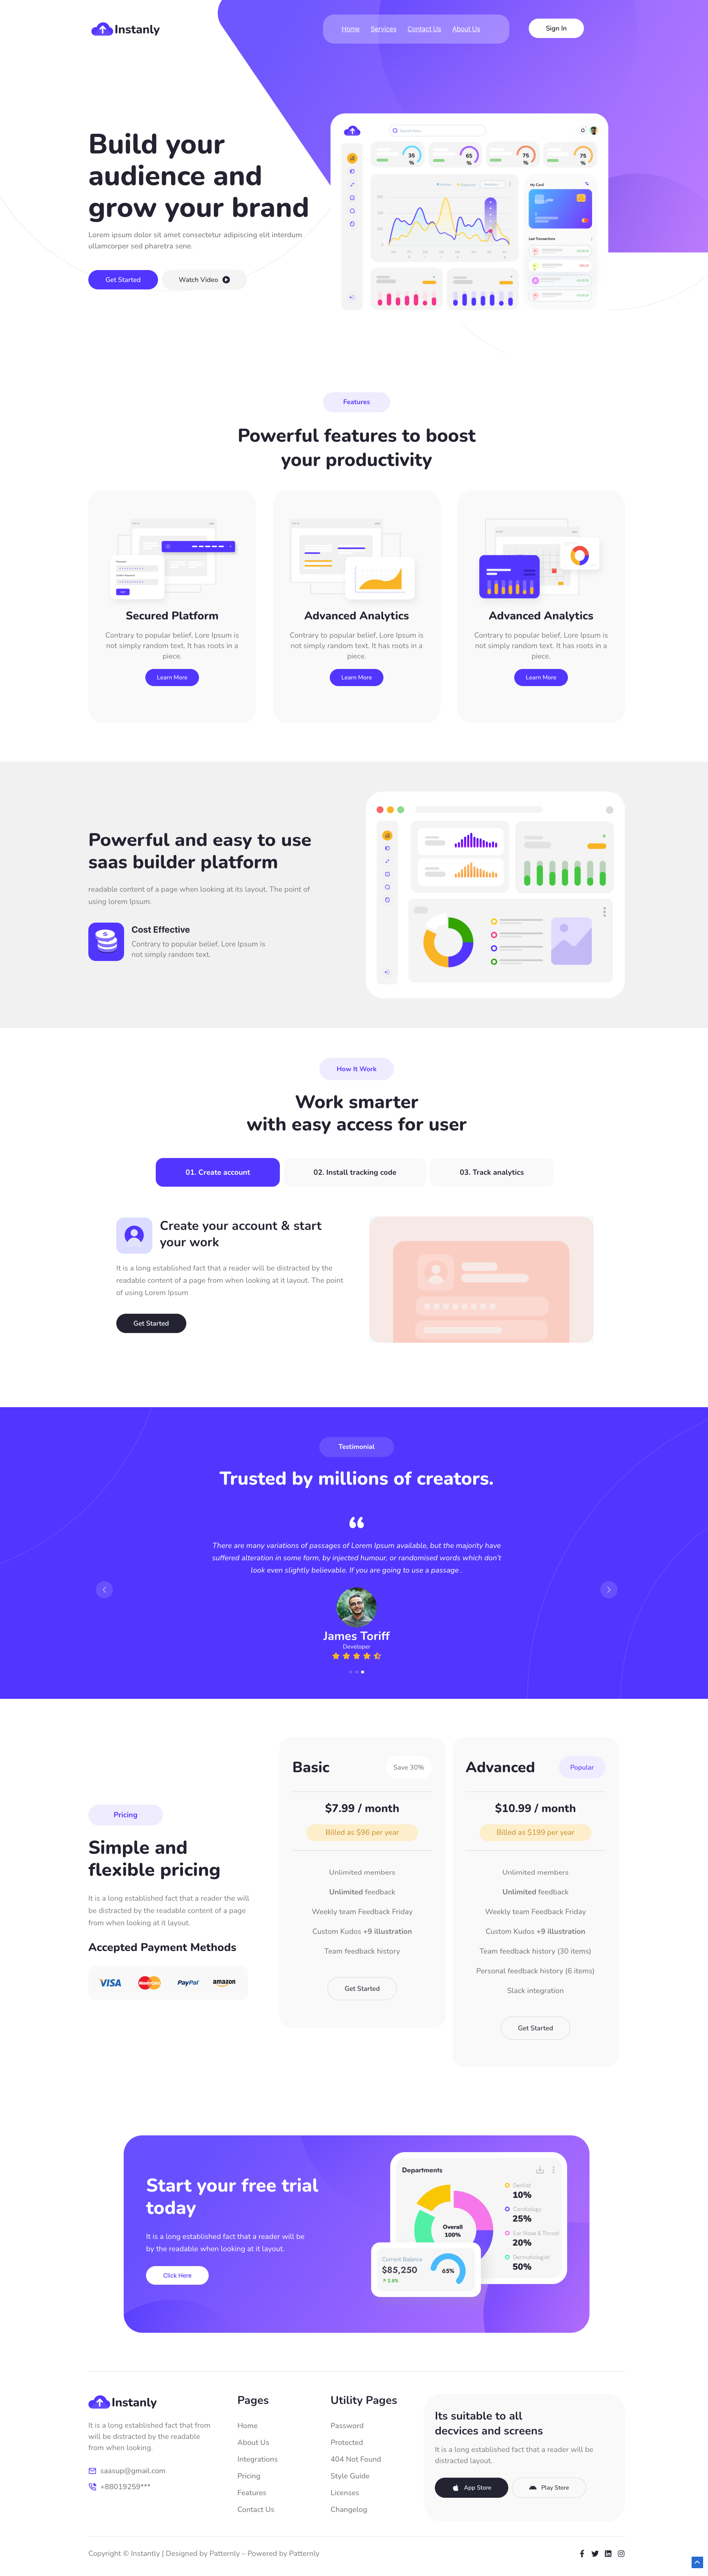 Instanly
Home Services Contact Us About Us
Sign In
Build your
audience and
grow your brand
Lorem ipsum dolor sit amet consectetur adipiscing elit interdum
ullamcorper sed pharetra sene.
Get Started
Watch Video
35
%
65
%
75
%
75
%
My Card
Last Transactions
Features
Powerful features to boost
your productivity
Secured Platform
Contrary to popular belief, Lore Ipsum is
not simply random text. It has roots in a
piece.
Learn More
Advanced Analytics
Contrary to popular belief, Lore Ipsum is
not simply random text. It has roots in a
piece.
Learn More
Advanced Analytics
Contrary to popular belief, Lore Ipsum is
not simply random text. It has roots in a
piece.
Learn More
Powerful and easy to use
saas builder platform
readable content of a page when looking at its layout. The point of
using lorem Ipsum.
Cost Effective
Contrary to popular belief, Lore Ipsum is
not simply random text.
How It Work
Work smarter
with easy access for user
01. Create account
02. Install tracking code
03. Track analytics
Create your account & start
your work
It is a long established fact that a reader will be distracted by the
readable content of a page from when looking at it layout. The point
of using Lorem Ipsum
Get Started
Testimonial
Trusted by millions of creators.
There are many variations of passages of Lorem Ipsum available, but the majority have
suffered alteration in some form, by injected humour, or randomised words which don't
look even slightly believable. If you are going to use a passage .
James Toriff
Developer
Pricing
Simple and
flexible pricing
It is a long established fact that a reader the will
be distracted by the readable content of a page
from when looking at it layout.
Accepted Payment Methods
VISA
MasterCard
PayPal
amazon
Basic
Save 30%
$7.99 / month
Billed as $96 per year
Unlimited members
Unlimited feedback
Weekly team Feedback Friday
Custom Kudos +9 illustration
Team feedback history
Get Started
Advanced
Popular
$10.99 / month
Billed as $199 per year
Unlimited members
Unlimited feedback
Weekly team Feedback Friday
Custom Kudos +9 illustration
Team feedback history (30 items)
Personal feedback history (6 items)
Slack integration
Get Started
Start your free trial
today
It is a long established fact that a reader will be
by the readable when looking at it layout.
Click Here
Departments
Overall
100%
Dentist
10%
Cardiology
25%
Ear Nose & Throat
20%
Dermatologist
50%
Current Balance
$85,250
2.8%
65%
Instanly
It is a long established fact that from
will be distracted by the readable
from when looking.
saasup@gmail.com
+88019259***
Pages
Home
About Us
Integrations
Pricing
Features
Contact Us
Utility Pages
Password
Protected
404 Not Found
Style Guide
Licenses
Changelog
Its suitable to all
decvices and screens
It is a long established fact that a reader will be
distracted layout.
App Store
Play Store
Copyright © Instantly | Designed by Patternly – Powered by Patternly